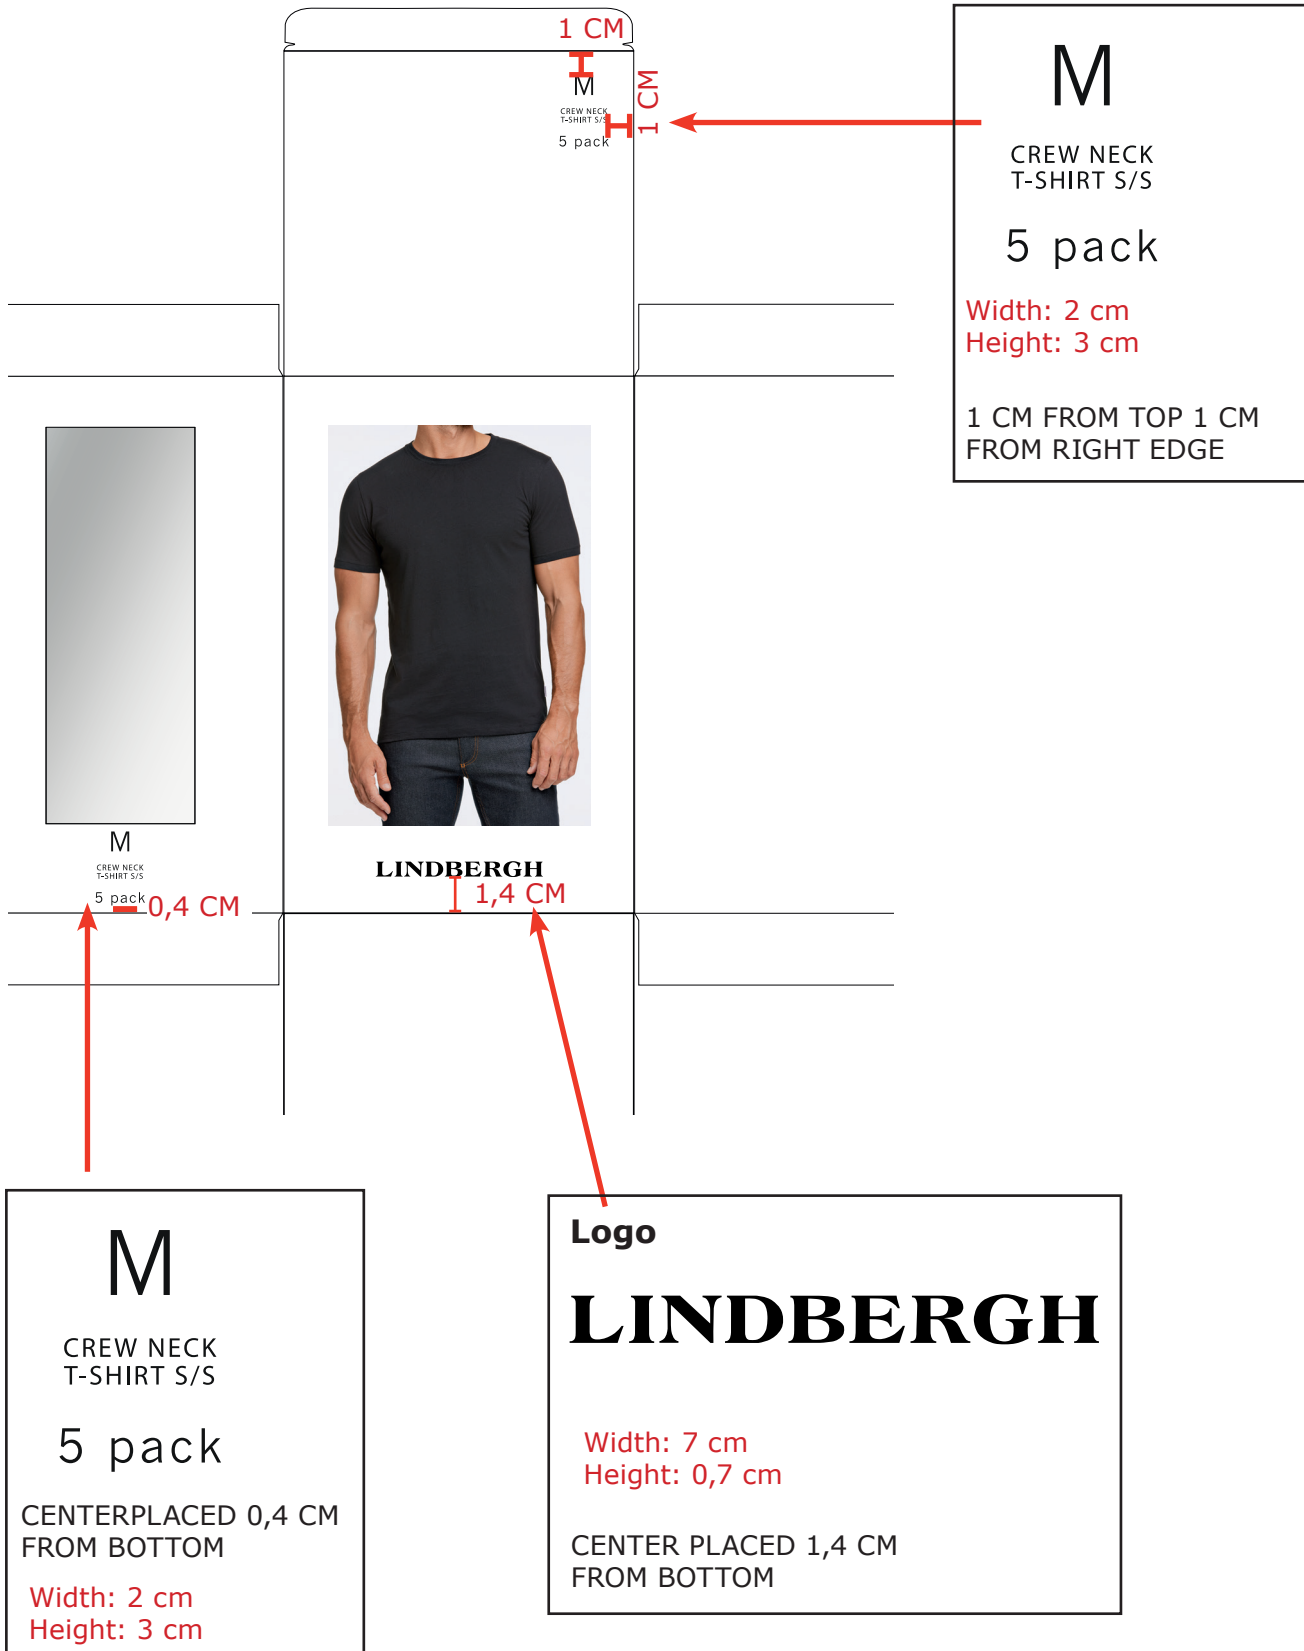 1 CM
M
CREW NECK
T-SHIRT S/S
5 pack
1 CM
M
CREW NECK
T-SHIRT S/S
5 pack
Width: 2 cm
Height: 3 cm
1 CM FROM TOP 1 CM
FROM RIGHT EDGE
M
CREW NECK
T-SHIRT S/S
5 pack
0,4 CM
LINDBERGH
1,4 CM
M
CREW NECK
T-SHIRT S/S
5 pack
CENTERPLACED 0,4 CM
FROM BOTTOM
Width: 2 cm
Height: 3 cm
Logo
LINDBERGH
Width: 7 cm
Height: 0,7 cm
CENTER PLACED 1,4 CM
FROM BOTTOM